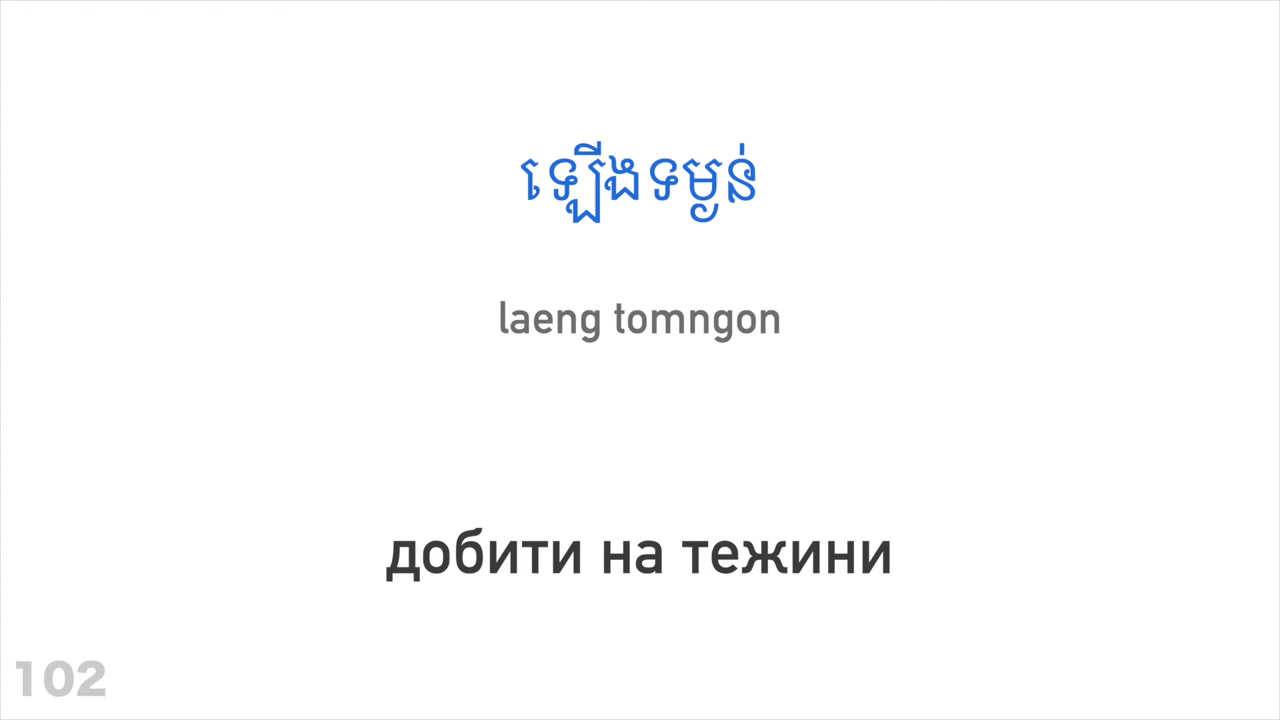 ឡើងទម្ងន់
laeng tomngon
добити на тежини
102